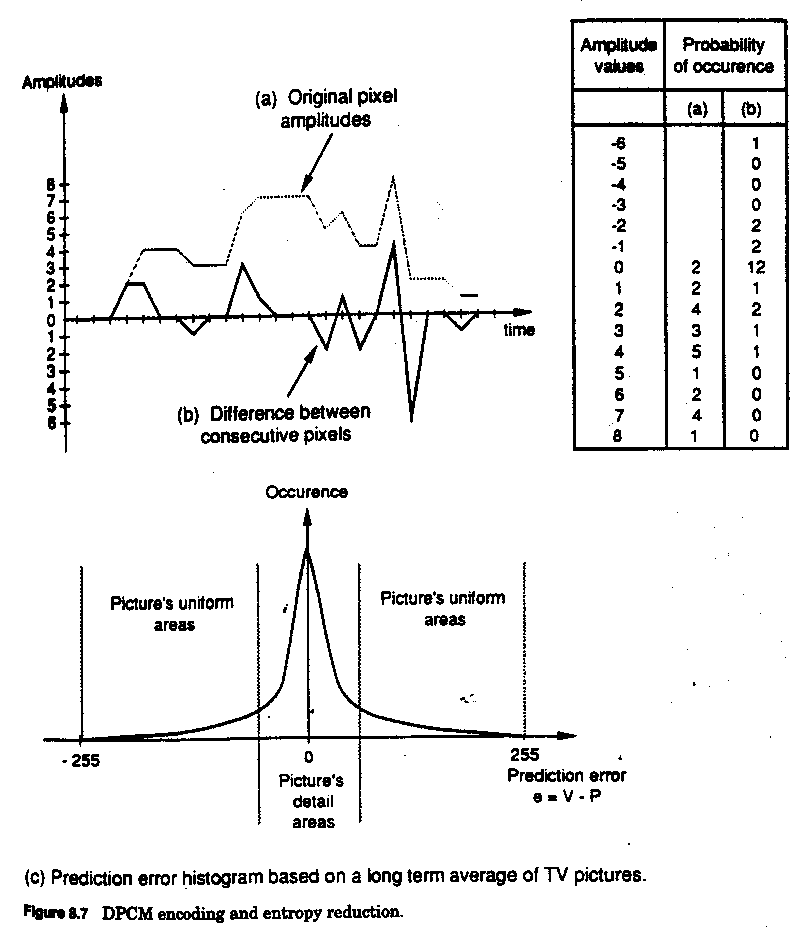 Amplitudes
(a) Original pixel
amplitudes
8
7
6
5
4
3
2
1
0
1
2
3
4
5
6
time
(b) Difference between
consecutive pixels
Amplitude Probability
values of occurence
(a) (b)
-6 1
-5 0
-4 0
-3 0
-2 2
-1 2
0 2 12
1 2 1
2 4 2
3 3 1
4 5 1
5 1 0
6 2 0
7 4 0
8 1 0
Occurence
Picture's uniform
areas
Picture's uniform
areas
- 255
0
255
Picture's
detail
areas
Prediction error
e = V - P
(c) Prediction error histogram based on a long term average of TV pictures.
Figure 8.7 DPCM encoding and entropy reduction.